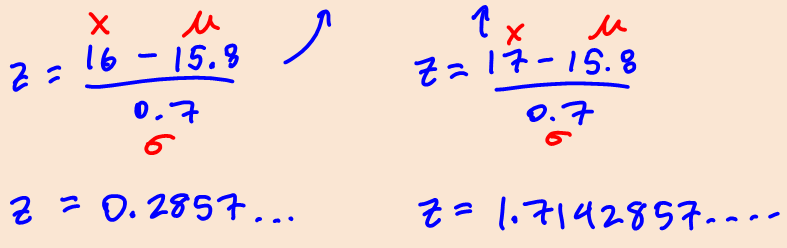 x μ
z = 16 - 15.8
0.7
σ
z = 0.2857...
x μ
z = 17 - 15.8
0.7
σ
z = 1.7142857....